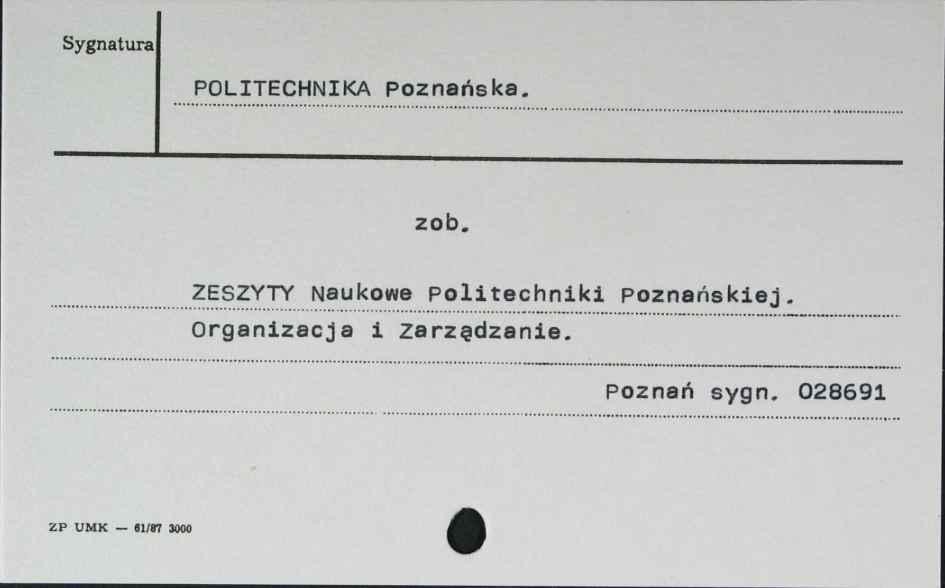 Sygnatura
POLITECHNIKA Poznańska.
zob.
ZESZYTY Naukowe Politechniki Poznańskiej.
Organizacja i Zarządzanie.
Poznań sygn. 028691
ZP UMK — 61/87 3000